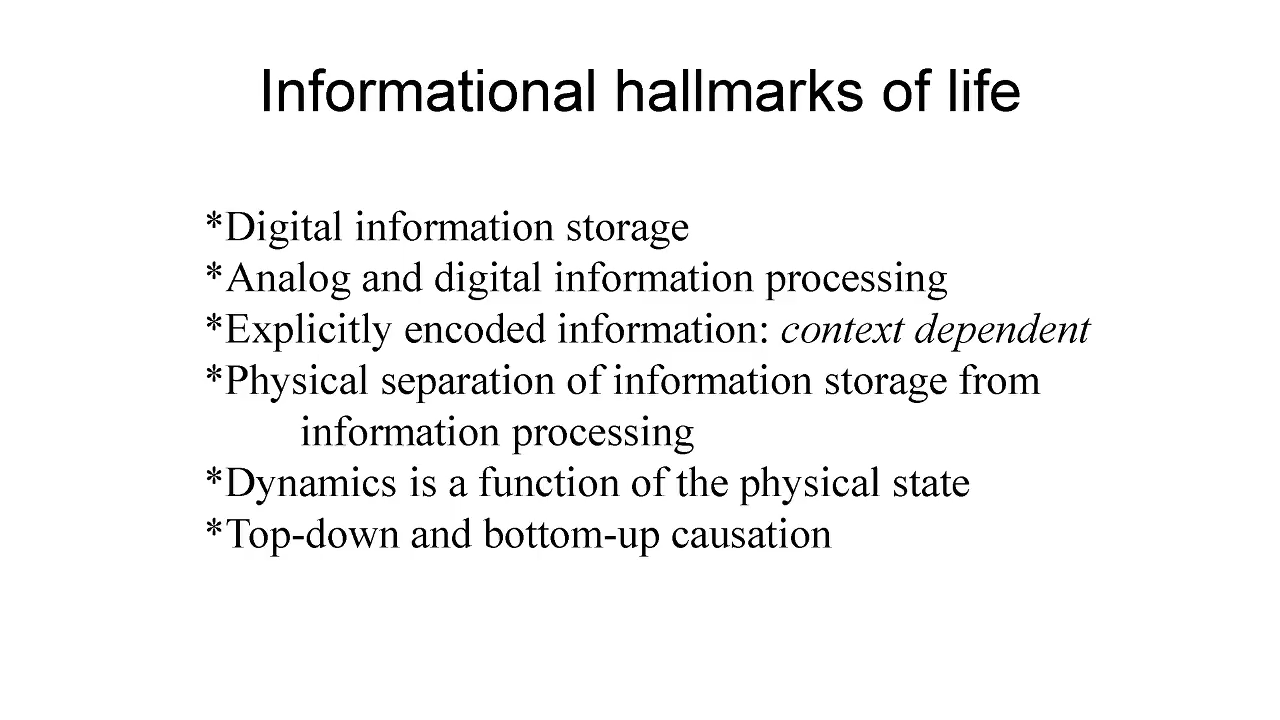 Informational hallmarks of life
*Digital information storage
*Analog and digital information processing
*Explicitly encoded information: context dependent
*Physical separation of information storage from
information processing
*Dynamics is a function of the physical state
*Top-down and bottom-up causation